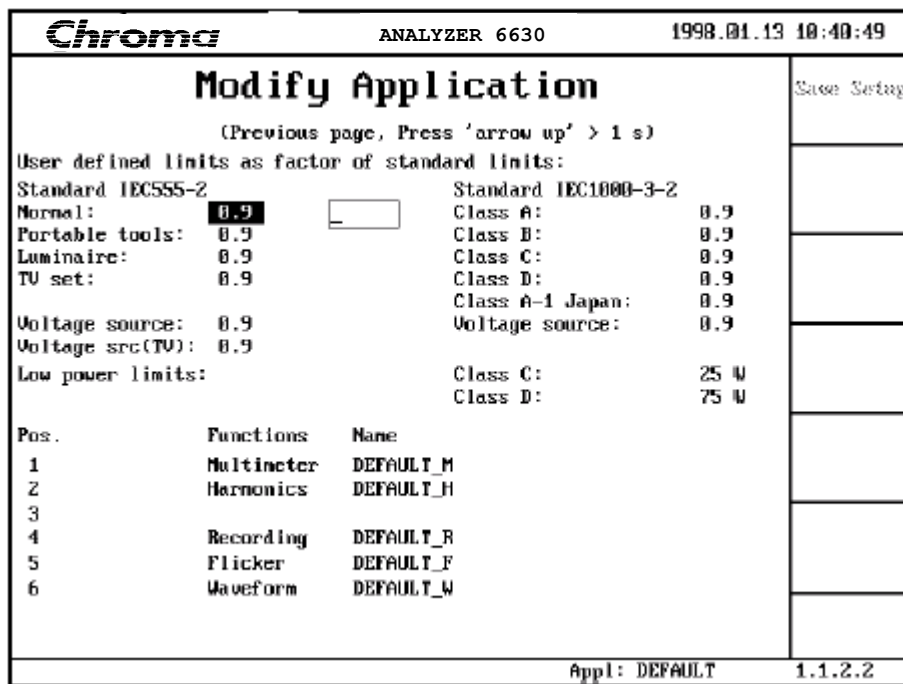 Chroma ANALYZER 6630 1998.01.13 10:40:49
Modify Application
Save Setup
(Previous page, Press 'arrow up' > 1 s)
User defined limits as factor of standard limits:
Standard IEC555-2 Standard IEC1000-3-2
Normal: 0.9 _ Class A: 0.9
Portable tools: 0.9 Class B: 0.9
Luminaire: 0.9 Class C: 0.9
TV set: 0.9 Class D: 0.9
Class A-1 Japan: 0.9
Voltage source: 0.9 Voltage source: 0.9
Voltage src(TV): 0.9
Low power limits: Class C: 25 W
Class D: 75 W
Pos. Functions Name
1 Multimeter DEFAULT_M
2 Harmonics DEFAULT_H
3
4 Recording DEFAULT_R
5 Flicker DEFAULT_F
6 Waveform DEFAULT_W
Appl: DEFAULT 1.1.2.2